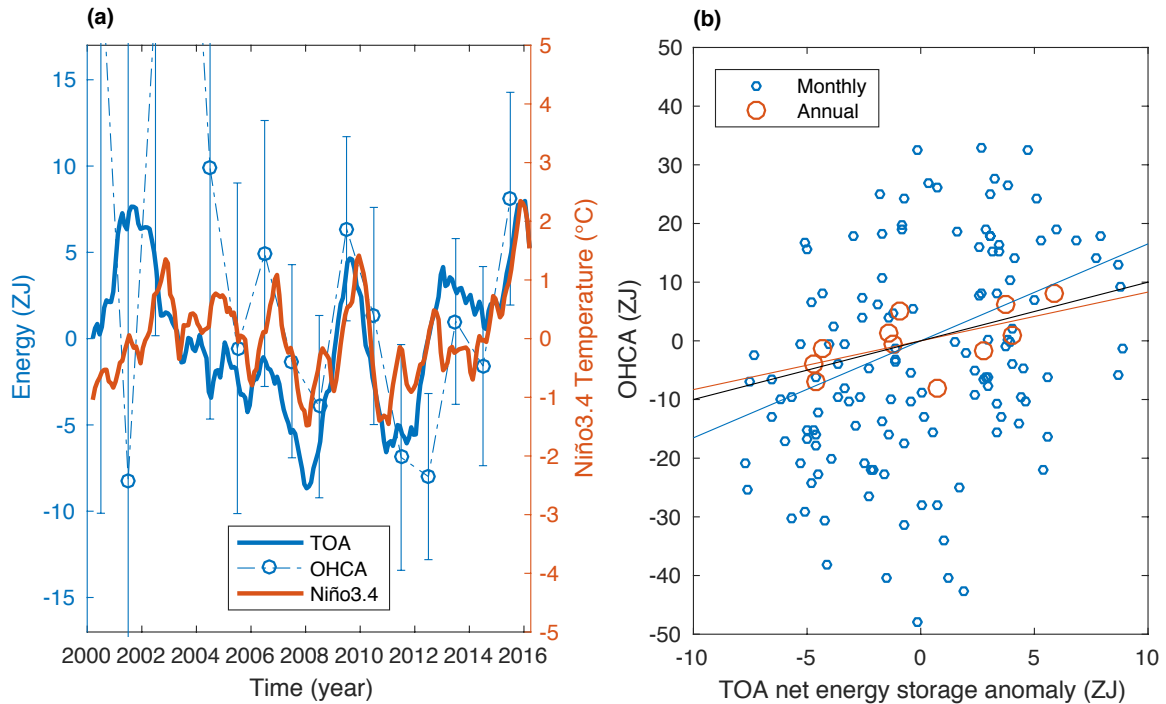 (a)
15
10
5
0
-5
-10
-15
Energy (ZJ)
5
4
3
2
1
0
-1
-2
-3
-4
-5
Niño3.4 Temperature (°C)
TOA
OHCA
Niño3.4
2000 2002 2004 2006 2008 2010 2012 2014 2016
Time (year)
(b)
50
40
30
20
10
0
-10
-20
-30
-40
-50
OHCA (ZJ)
Monthly
Annual
-10 -5 0 5 10
TOA net energy storage anomaly (ZJ)